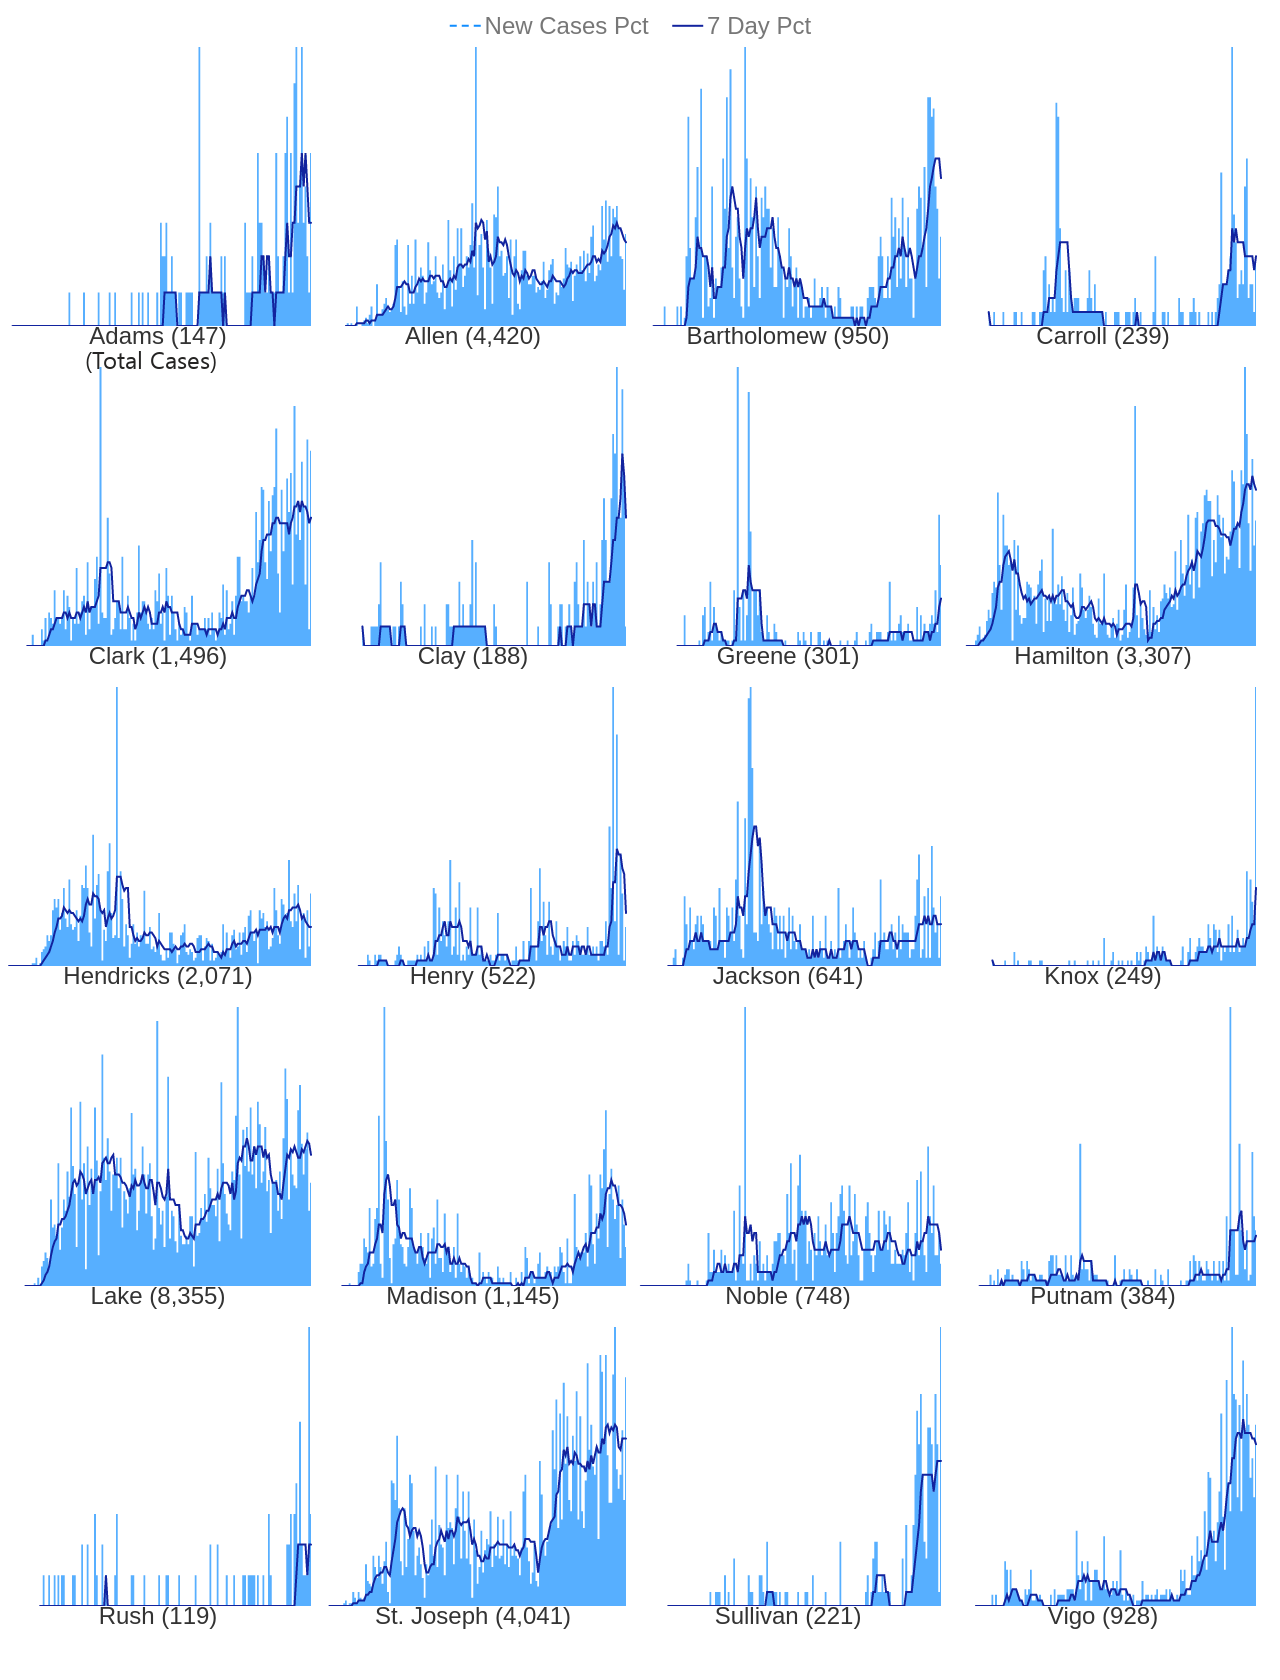 New Cases Pct 7 Day Pct
Adams (147) Allen (4,420) Bartholomew (950) Carroll (239)
(Total Cases)
Clark (1,496) Clay (188) Greene (301) Hamilton (3,307)
Hendricks (2,071) Henry (522) Jackson (641) Knox (249)
Lake (8,355) Madison (1,145) Noble (748) Putnam (384)
Rush (119) St. Joseph (4,041) Sullivan (221) Vigo (928)